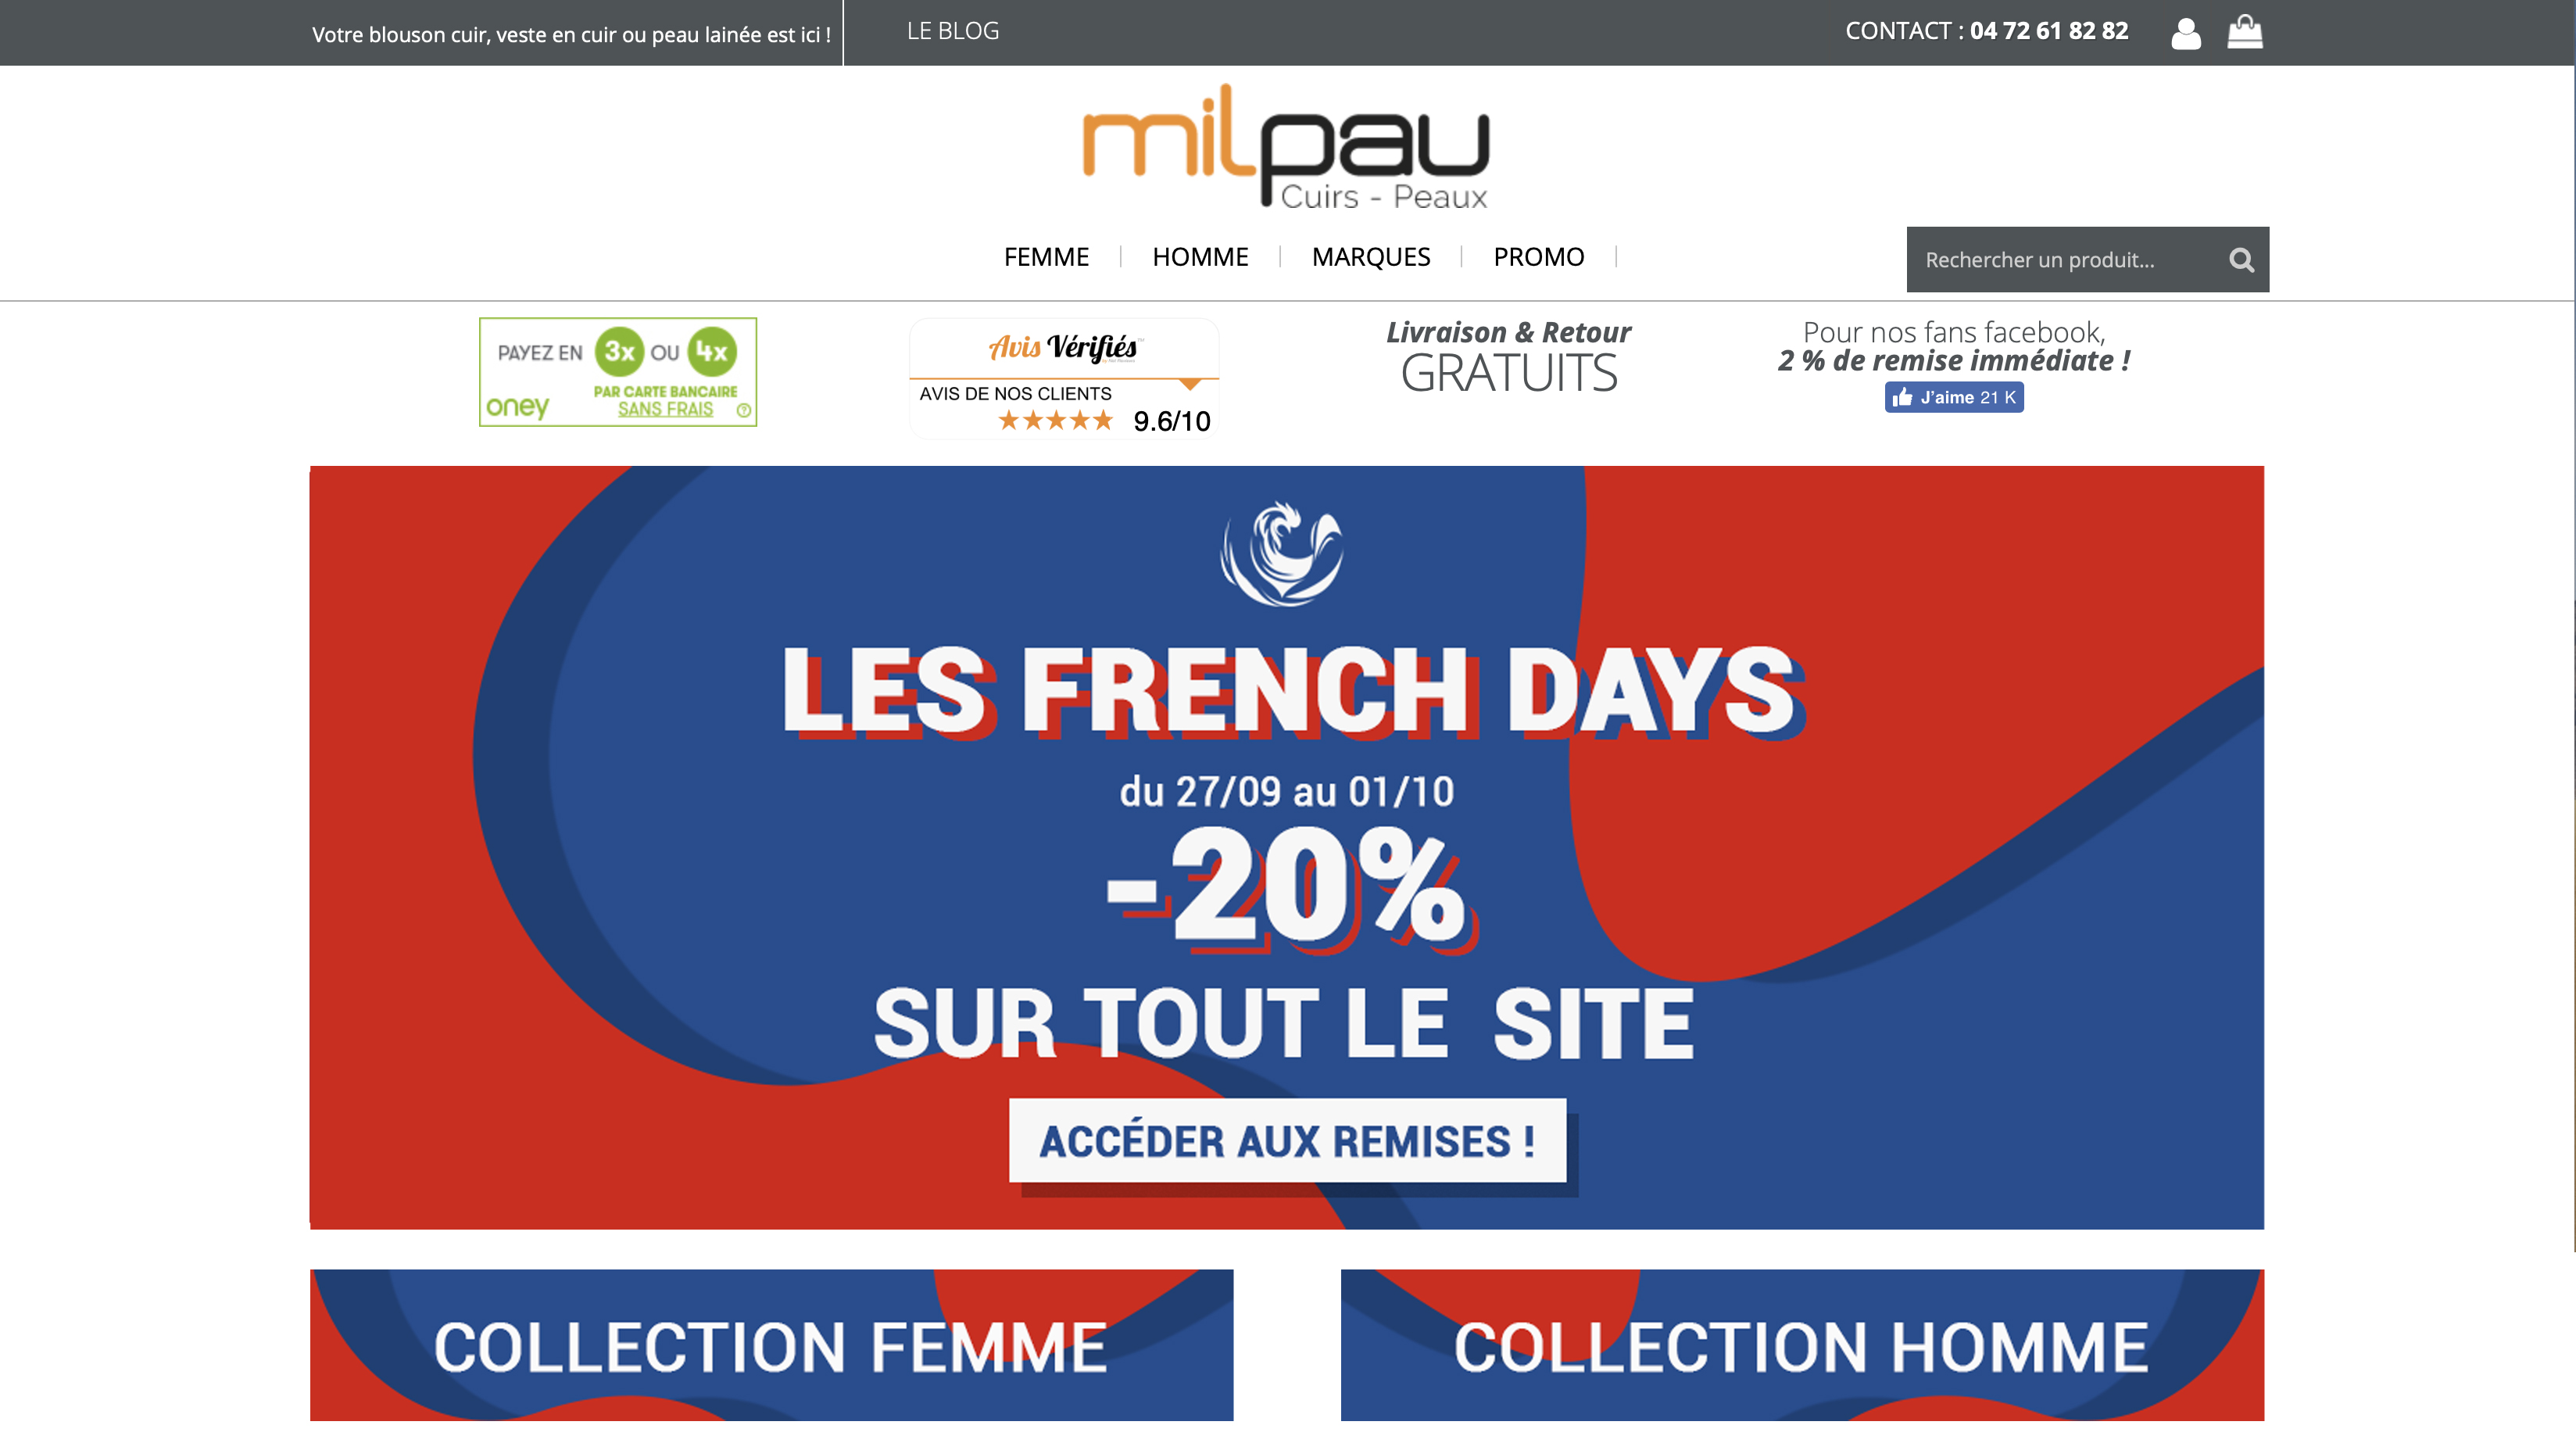 Votre blouson cuir, veste en cuir ou peau lainée est ici !
LE BLOG
CONTACT : 04 72 61 82 82
milpau
Cuirs - Peaux
FEMME
HOMME
MARQUES
PROMO
Rechercher un produit...
PAYEZ EN 3x OU 4x
PAR CARTE BANCAIRE
oney SANS FRAIS ?
Avis Vérifiés
AVIS DE NOS CLIENTS
9.6/10
Livraison & Retour
GRATUITS
Pour nos fans facebook,
2 % de remise immédiate !
J'aime 21 K
LES FRENCH DAYS
du 27/09 au 01/10
-20%
SUR TOUT LE SITE
ACCÉDER AUX REMISES !
COLLECTION FEMME
COLLECTION HOMME